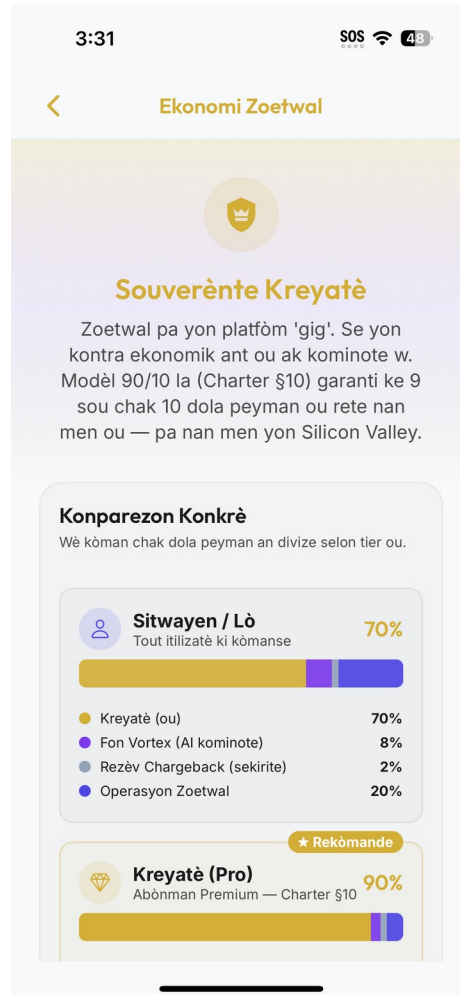 3:31
SOS
48
Ekonomi Zoetwal
Souverènte Kreyatè
Zoetwal pa yon platfòm 'gig'. Se yon
kontra ekonomik ant ou ak kominote w.
Modèl 90/10 la (Charter §10) garanti ke 9
sou chak 10 dola peyman ou rete nan
men ou — pa nan men yon Silicon Valley.
Konparezon Konkrè
Wè kòman chak dola peyman an divize selon tier ou.
Sitwayen / Lò
70%
Tout itilizatè ki kòmanse
Kreyatè (ou) 70%
Fon Vortex (AI kominote) 8%
Rezèv Chargeback (sekirite) 2%
Operasyon Zoetwal 20%
★ Rekòmande
Kreyatè (Pro)
90%
Abònman Premium — Charter §10